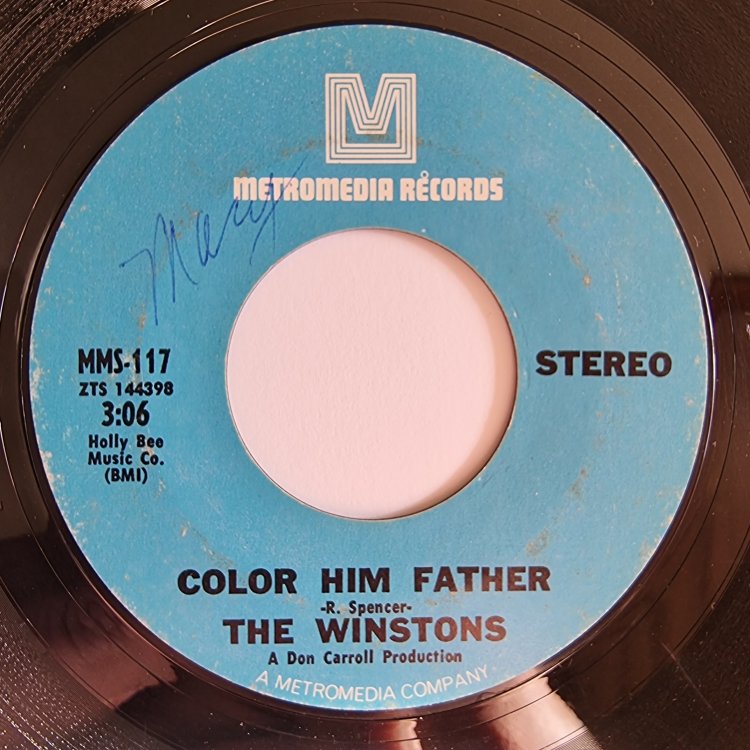 M
METROMEDIA RECORDS
Mary
MMS-117
ZTS 144398
3:06
Holly Bee
Music Co.
(BMI)
STEREO
COLOR HIM FATHER
-R. Spencer-
THE WINSTONS
A Don Carroll Production
A METROMEDIA COMPANY